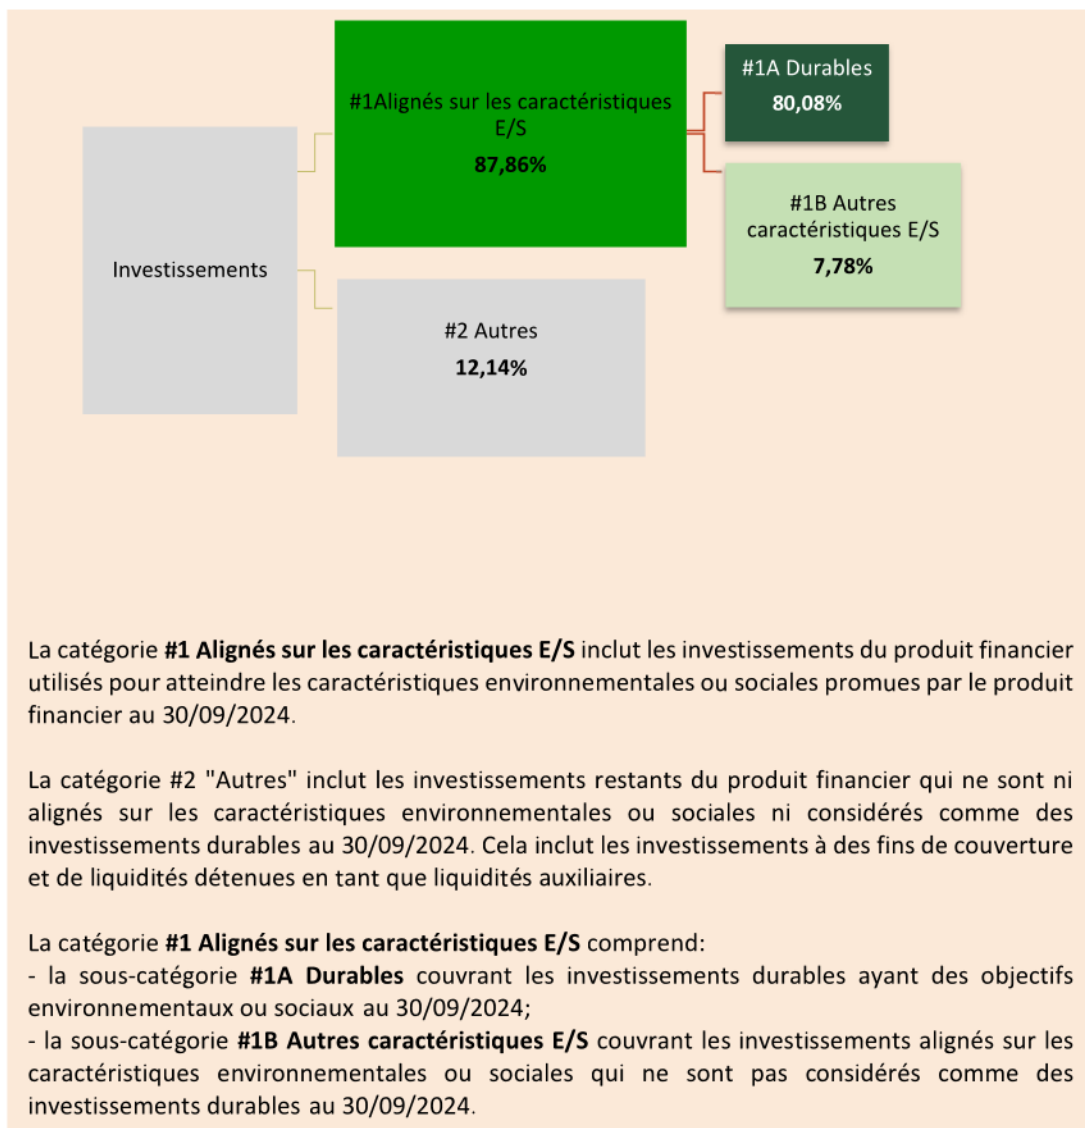 #1Alignés sur les caractéristiques
E/S
87,86%
#1A Durables
80,08%
#1B Autres
caractéristiques E/S
7,78%
Investissements
#2 Autres
12,14%
La catégorie #1 Alignés sur les caractéristiques E/S inclut les investissements du produit financier
utilisés pour atteindre les caractéristiques environnementales ou sociales promues par le produit
financier au 30/09/2024.
La catégorie #2 "Autres" inclut les investissements restants du produit financier qui ne sont ni
alignés sur les caractéristiques environnementales ou sociales ni considérés comme des
investissements durables au 30/09/2024. Cela inclut les investissements à des fins de couverture
et de liquidités détenues en tant que liquidités auxiliaires.
La catégorie #1 Alignés sur les caractéristiques E/S comprend:
- la sous-catégorie #1A Durables couvrant les investissements durables ayant des objectifs
environnementaux ou sociaux au 30/09/2024;
- la sous-catégorie #1B Autres caractéristiques E/S couvrant les investissements alignés sur les
caractéristiques environnementales ou sociales qui ne sont pas considérés comme des
investissements durables au 30/09/2024.